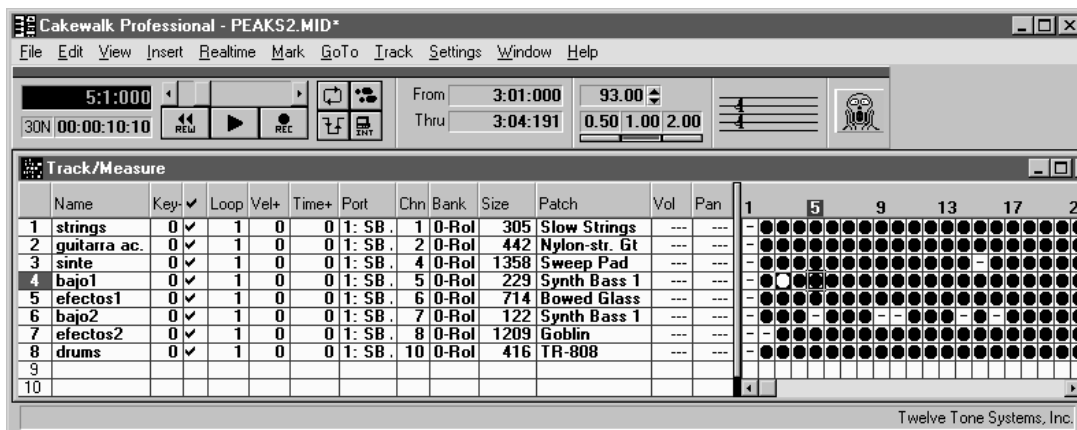 Cakewalk Professional - PEAKS2.MID*
File Edit View Insert Realtime Mark GoTo Track Settings Window Help
5:1:000 From 3:01:000 93.00
30N 00:00:10:10 REW REC INT Thru 3:04:191 0.50 1.00 2.00
Track/Measure
Name Key- Loop Vel+ Time+ Port Chn Bank Size Patch Vol Pan 1 5 9 13 17 2
1 strings 0 ✓ 1 0 0 1: SB . 1 0-Rol 305 Slow Strings --- ---
2 guitarra ac. 0 ✓ 1 0 0 1: SB . 2 0-Rol 442 Nylon-str. Gt --- ---
3 sinte 0 ✓ 1 0 0 1: SB . 4 0-Rol 1358 Sweep Pad --- ---
4 bajo1 0 ✓ 1 0 0 1: SB . 5 0-Rol 229 Synth Bass 1 --- ---
5 efectos1 0 ✓ 1 0 0 1: SB . 6 0-Rol 714 Bowed Glass --- ---
6 bajo2 0 ✓ 1 0 0 1: SB . 7 0-Rol 122 Synth Bass 1 --- ---
7 efectos2 0 ✓ 1 0 0 1: SB . 8 0-Rol 1209 Goblin --- ---
8 drums 0 ✓ 1 0 0 1: SB . 10 0-Rol 416 TR-808 --- ---
9
10
Twelve Tone Systems, Inc.